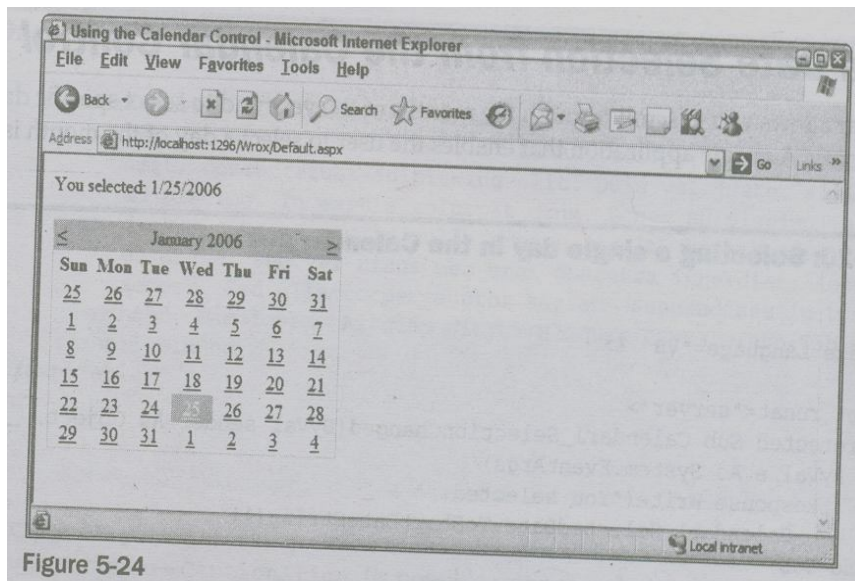 Using the Calendar Control - Microsoft Internet Explorer
File Edit View Favorites Tools Help
Back Search Favorites
Address http://localhost:1296/Wrox/Default.aspx Go Links »
You selected: 1/25/2006
< January 2006 >
Sun Mon Tue Wed Thu Fri Sat
25 26 27 28 29 30 31
1 2 3 4 5 6 7
8 9 10 11 12 13 14
15 16 17 18 19 20 21
22 23 24 25 26 27 28
29 30 31 1 2 3 4
Local intranet
Figure 5-24